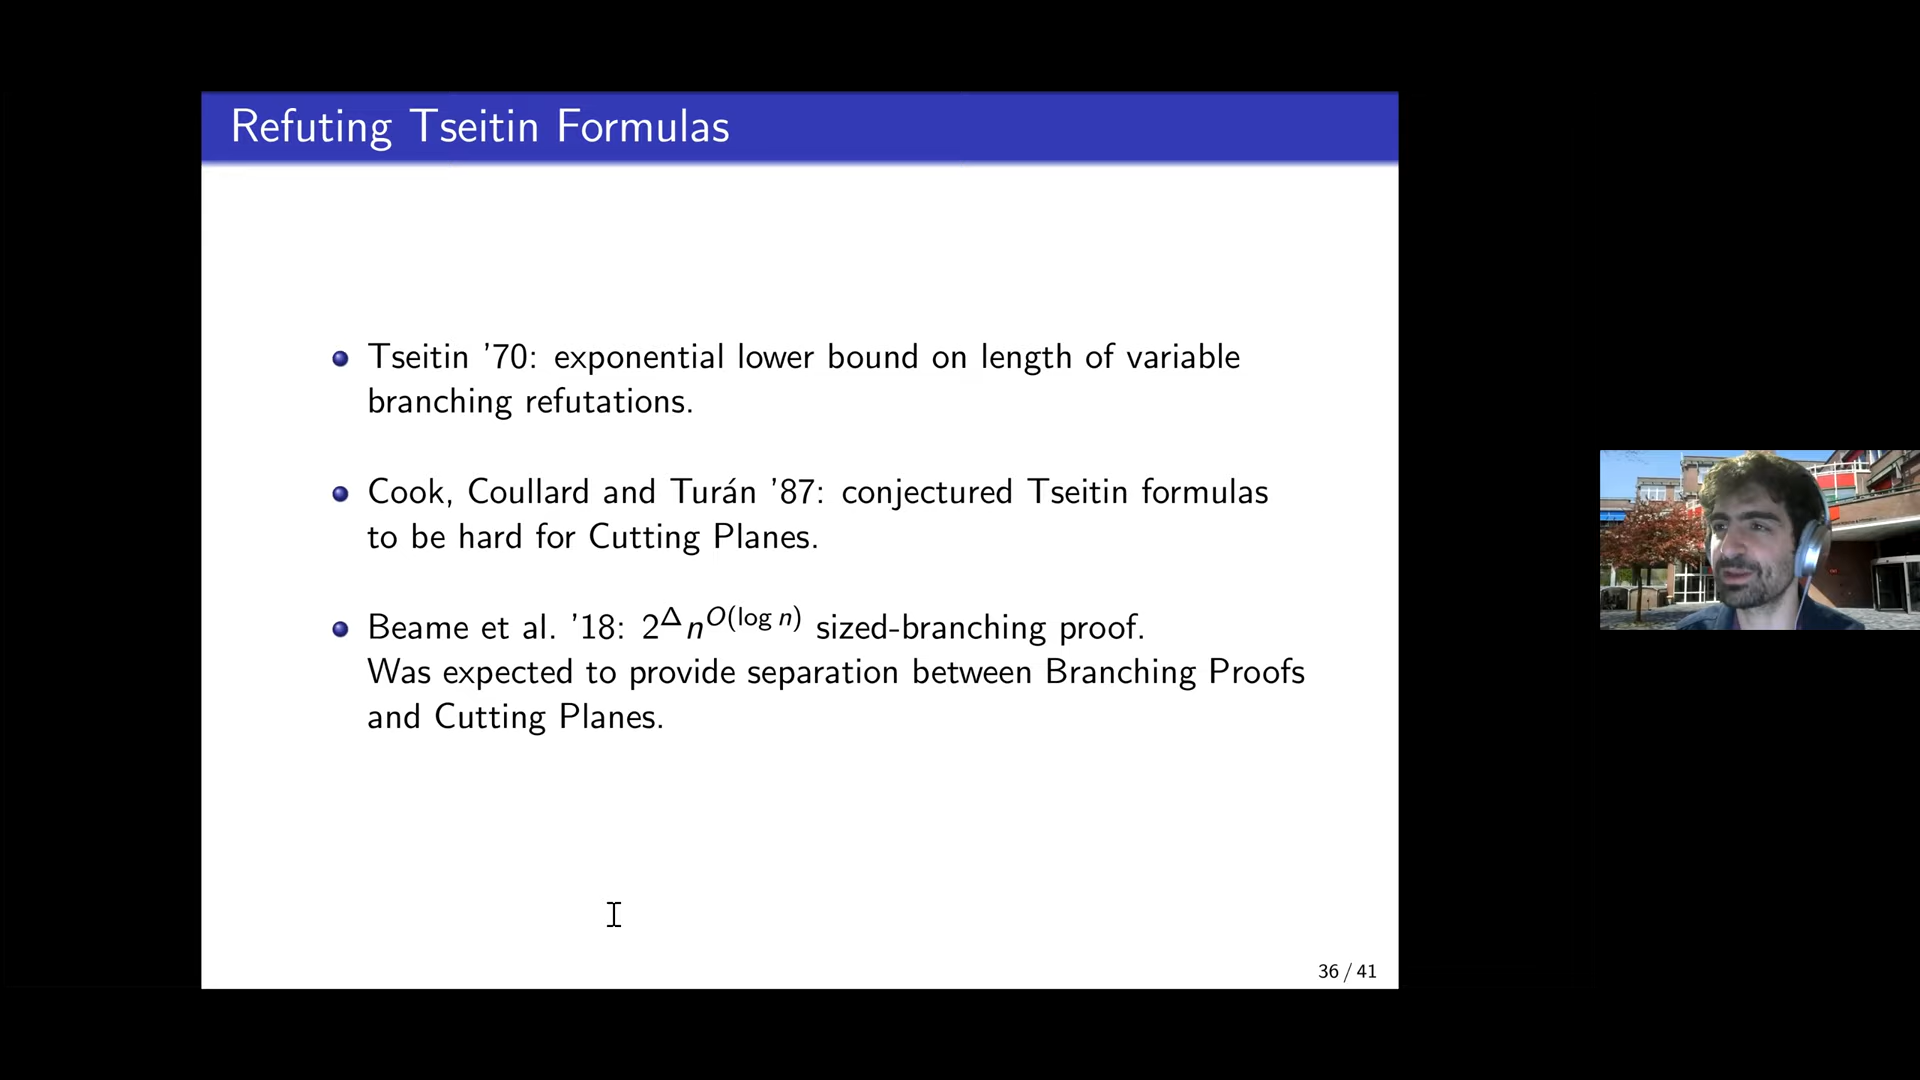 Refuting Tseitin Formulas
Tseitin ’70: exponential lower bound on length of variable
branching refutations.
Cook, Coullard and Turán ’87: conjectured Tseitin formulas
to be hard for Cutting Planes.
Beame et al. ’18: 2^Δ n^{O(log n)} sized-branching proof.
Was expected to provide separation between Branching Proofs
and Cutting Planes.
36 / 41